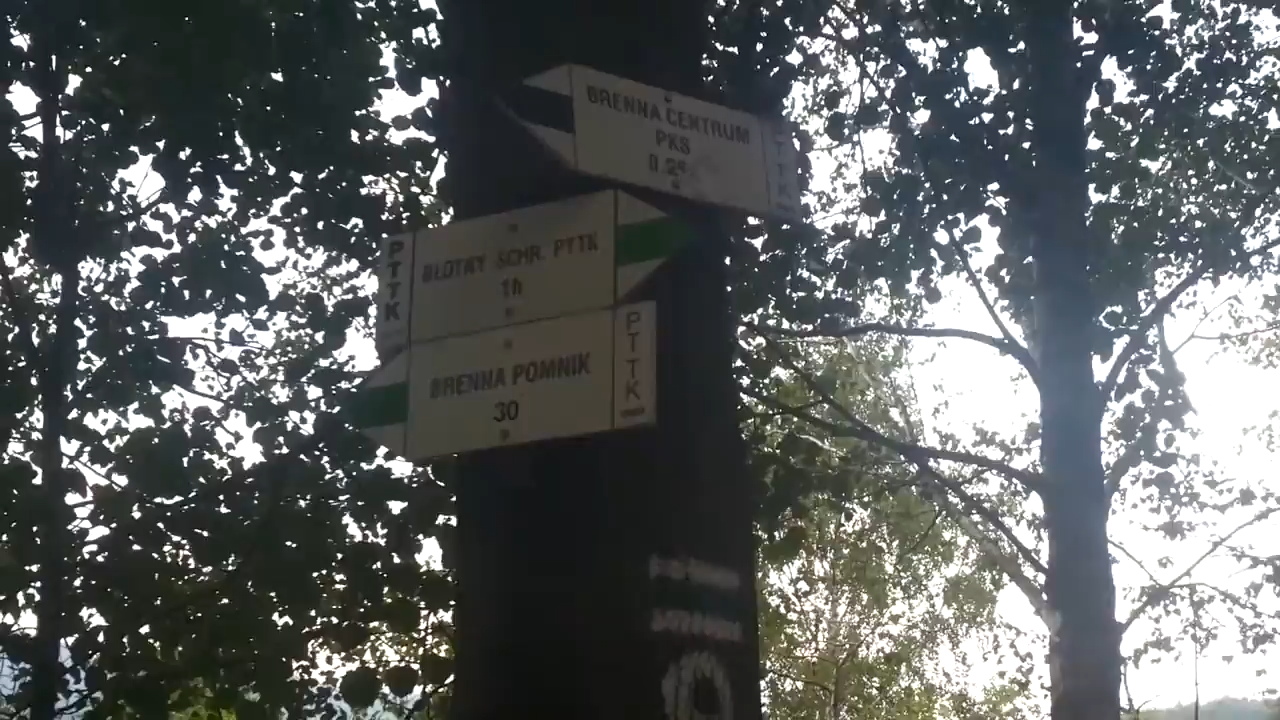 BRENNA CENTRUM
PKS
PTTK
PTTK
BŁOTNY SCHR. PTTK
1h
BRENNA POMNIK
30
PTTK